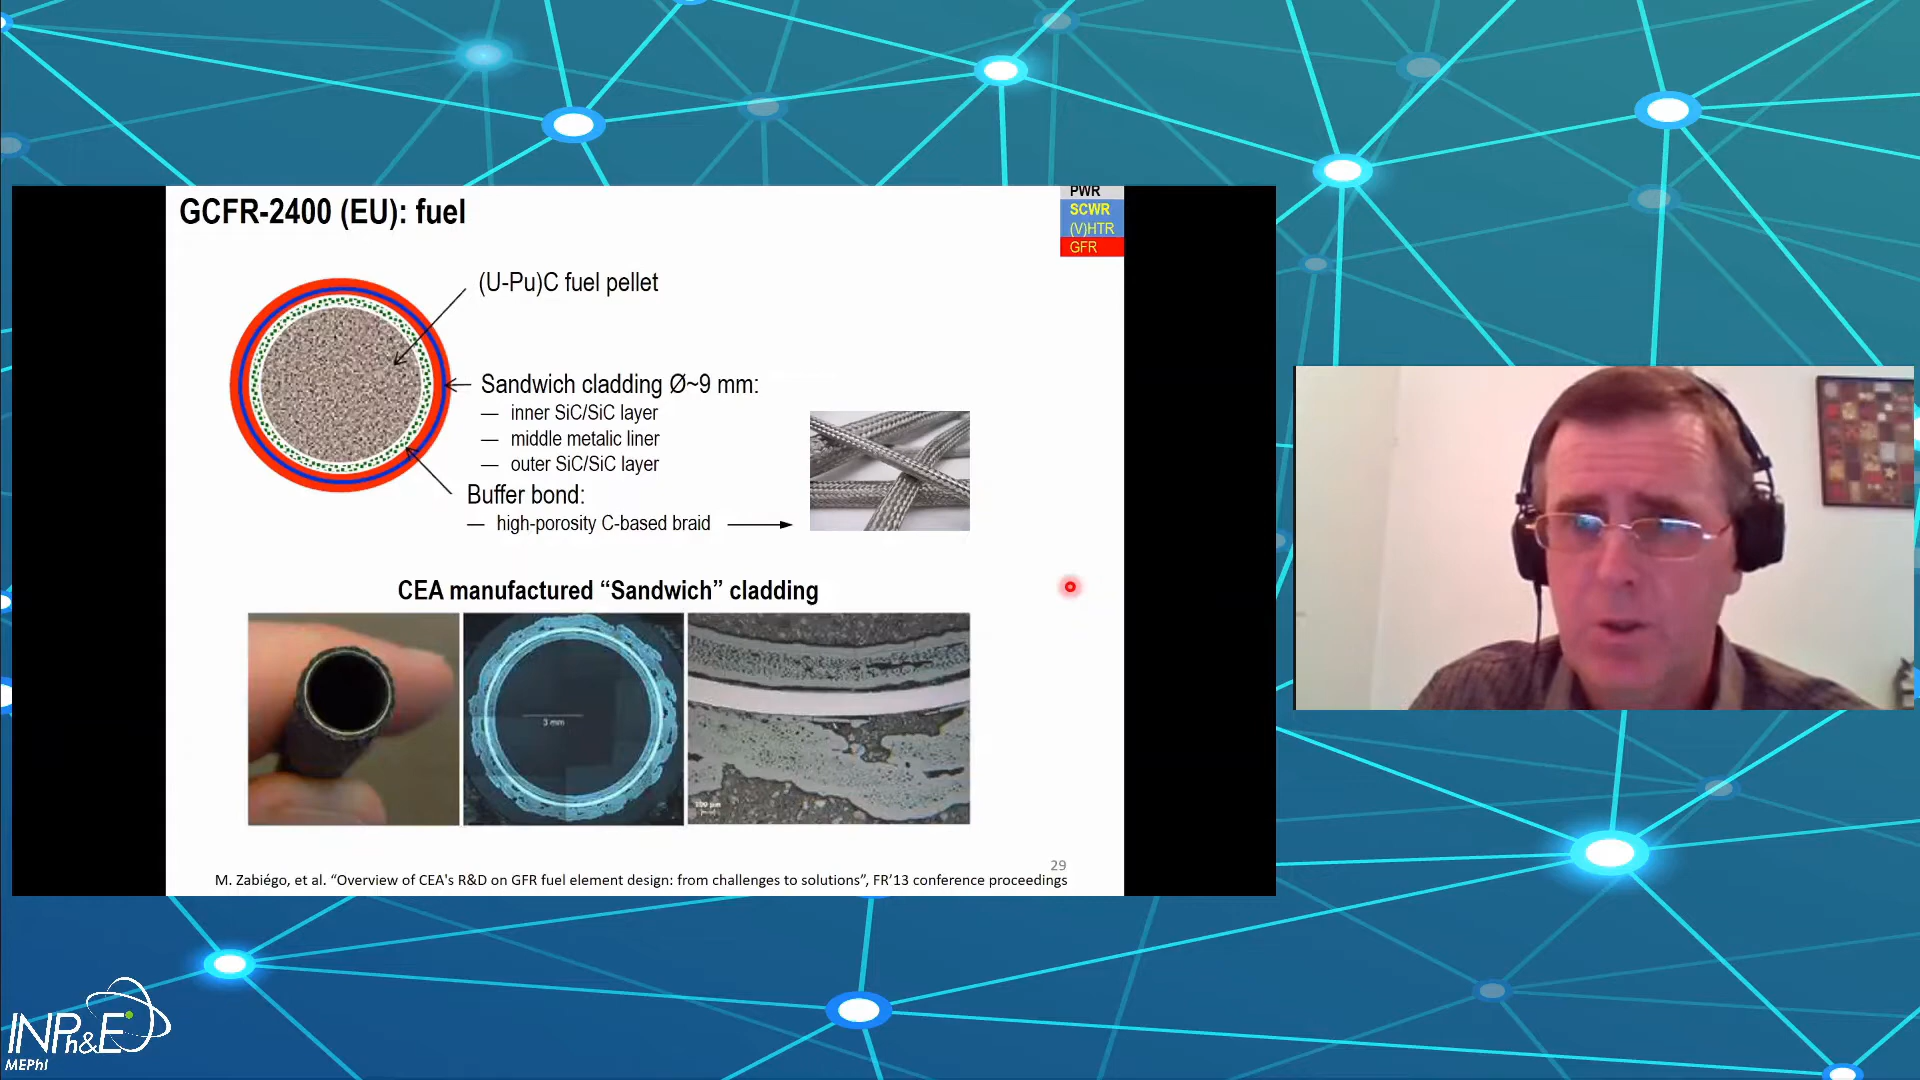 GCFR-2400 (EU): fuel
PWR
SCWR
(V)HTR
GFR
(U-Pu)C fuel pellet
Sandwich cladding Ø~9 mm:
— inner SiC/SiC layer
— middle metalic liner
— outer SiC/SiC layer
Buffer bond:
— high-porosity C-based braid
CEA manufactured “Sandwich” cladding
3 mm
100 µm
29
M. Zabiégo, et al. “Overview of CEA's R&D on GFR fuel element design: from challenges to solutions”, FR’13 conference proceedings
INPh&E
MEPhI